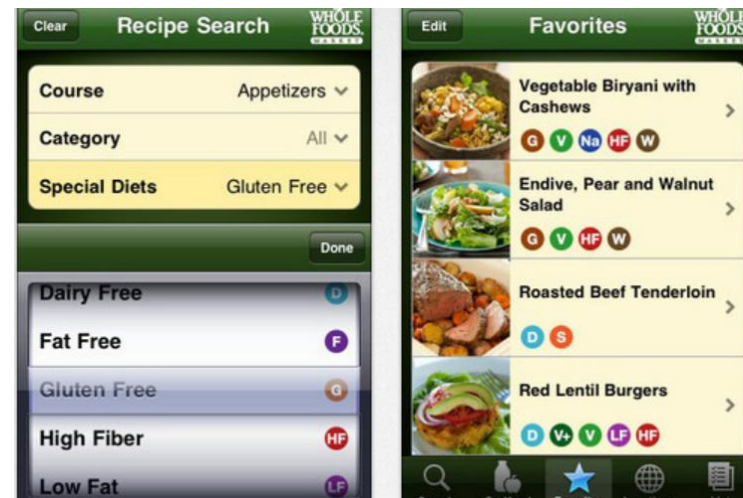 Clear Recipe Search WHOLE
FOODS
MARKET
Course Appetizers
Category All
Special Diets Gluten Free
Done
Dairy Free D
Fat Free F
Gluten Free G
High Fiber HF
Low Fat LF
Edit Favorites WHOLE
FOODS
MARKET
Vegetable Biryani with
Cashews
G V Na HF W
Endive, Pear and Walnut
Salad
G V HF W
Roasted Beef Tenderloin
D S
Red Lentil Burgers
D V+ V LF HF